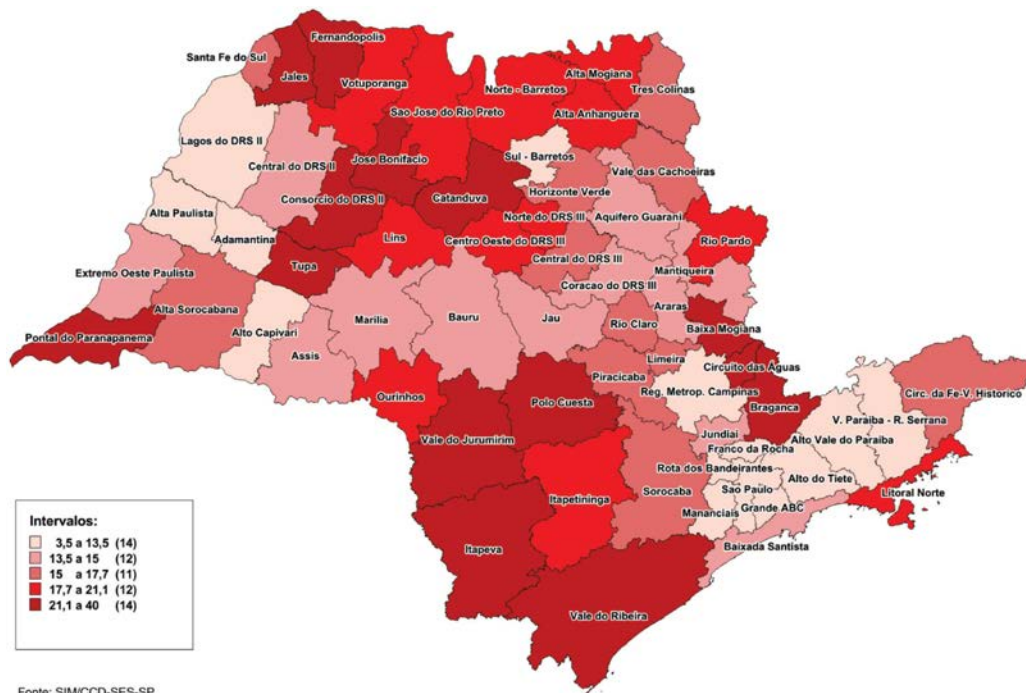 Fernandopolis
Santa Fe do Sul
Jales
Votuporanga
Alta Mogiana
Norte - Barretos
Tres Colinas
Sao Jose do Rio Preto
Alta Anhanguera
Lagos do DRS II
Central do DRS II
Jose Bonifacio
Sul - Barretos
Vale das Cachoeiras
Horizonte Verde
Consorcio do DRS II
Catanduva
Alta Paulista
Norte do DRS III
Aquifero Guarani
Adamantina
Lins
Centro Oeste do DRS III
Rio Pardo
Tupa
Central do DRS III
Extremo Oeste Paulista
Mantiqueira
Coracao do DRS III
Alta Sorocabana
Araras
Pontal do Paranapanema
Alto Capivari
Marilia
Bauru
Jau
Rio Claro
Baixa Mogiana
Assis
Limeira
Circuito das Aguas
Piracicaba
Reg. Metrop. Campinas
Circ. da Fe-V. Historico
Ourinhos
Polo Cuesta
Braganca
V. Paraiba - R. Serrana
Vale do Jurumirim
Jundiai
Franco da Rocha
Alto Vale do Paraiba
Rota dos Bandeirantes
Alto do Tiete
Itapetininga
Sorocaba
Sao Paulo
Litoral Norte
Mananciais
Grande ABC
Itapeva
Baixada Santista
Vale do Ribeira
Intervalos:
3,5 a 13,5 (14)
13,5 a 15 (12)
15 a 17,7 (11)
17,7 a 21,1 (12)
21,1 a 40 (14)
Fonte: SIM/CCD-SES-SP